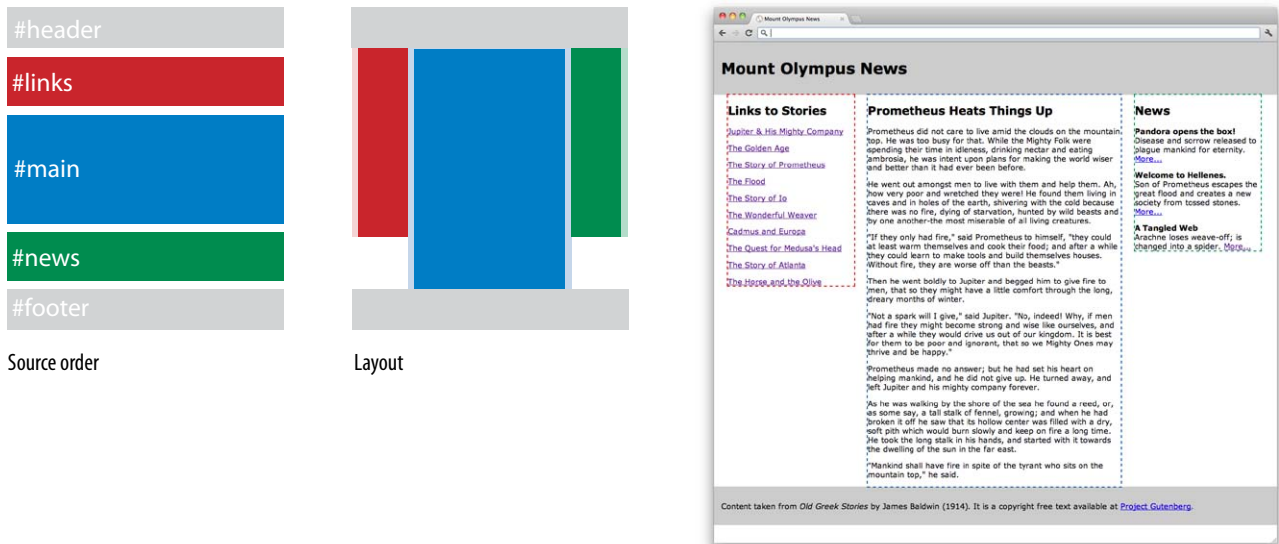 #header
#links
#main
#news
#footer
Source order
Layout
Mount Olympus News
Mount Olympus News
Links to Stories
Jupiter & His Mighty Company
The Golden Age
The Story of Prometheus
The Flood
The Story of Io
The Wonderful Weaver
Cadmus and Europa
The Quest for Medusa's Head
The Story of Atlanta
The Horse and the Olive
Prometheus Heats Things Up
Prometheus did not care to live amid the clouds on the mountain
top. He was too busy for that. While the Mighty Folk were
spending their time in idleness, drinking nectar and eating
ambrosia, he was intent upon plans for making the world wiser
and better than it had ever been before.
He went out amongst men to live with them and help them. Ah,
how very poor and wretched they were! He found them living in
caves and in holes of the earth, shivering with the cold because
there was no fire, dying of starvation, hunted by wild beasts and
by one another-the most miserable of all living creatures.
"If they only had fire," said Prometheus to himself, "they could
at least warm themselves and cook their food; and after a while
they could learn to make tools and build themselves houses.
Without fire, they are worse off than the beasts."
Then he went boldly to Jupiter and begged him to give fire to
men, that so they might have a little comfort through the long,
dreary months of winter.
"Not a spark will I give," said Jupiter. "No, indeed! Why, if men
had fire they might become strong and wise like ourselves, and
after a while they would drive us out of our kingdom. It is best
for them to be poor and ignorant, that so we Mighty Ones may
thrive and be happy."
Prometheus made no answer; but he had set his heart on
helping mankind, and he did not give up. He turned away, and
left Jupiter and his mighty company forever.
As he was walking by the shore of the sea he found a reed, or,
as some say, a tall stalk of fennel, growing; and when he had
broken it off he saw that its hollow center was filled with a dry,
soft pith which would burn slowly and keep on fire a long time.
He took the long stalk in his hands, and started with it towards
the dwelling of the sun in the far east.
"Mankind shall have fire in spite of the tyrant who sits on the
mountain top," he said.
News
Pandora opens the box!
Disease and sorrow released to
plague mankind for eternity.
More...
Welcome to Hellenes.
Son of Prometheus escapes the
great flood and creates a new
society from tossed stones.
More...
A Tangled Web
Arachne loses weave-off; is
changed into a spider. More...
Content taken from Old Greek Stories by James Baldwin (1914). It is a copyright free text available at Project Gutenberg.